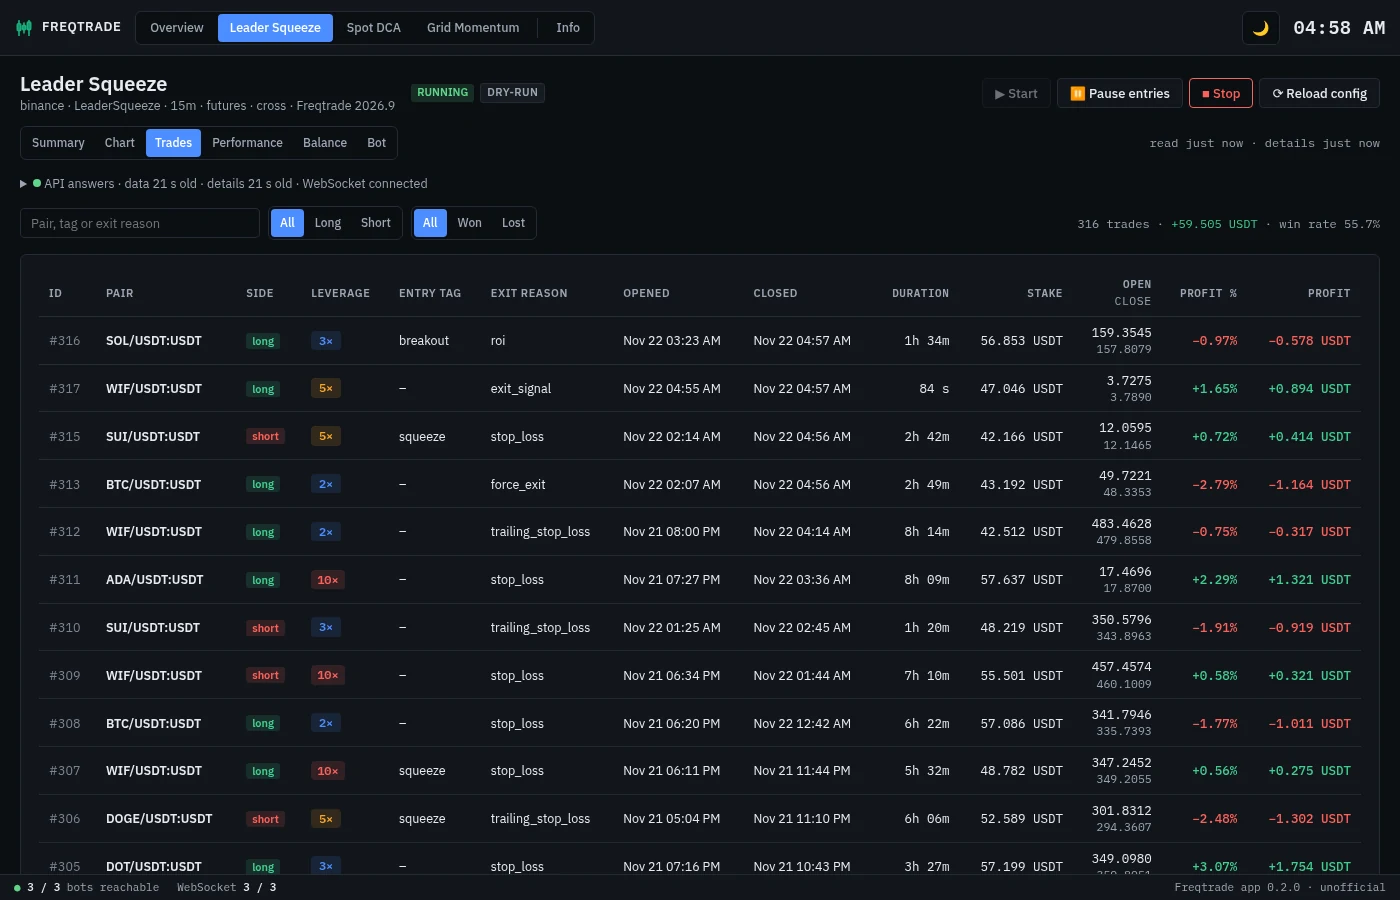 FREQTRADE Overview Leader Squeeze Spot DCA Grid Momentum Info 04:58 AM
Leader Squeeze RUNNING DRY-RUN ▶ Start ⏸ Pause entries ■ Stop ⟳ Reload config
binance · LeaderSqueeze · 15m · futures · cross · Freqtrade 2026.9
Summary Chart Trades Performance Balance Bot read just now · details just now
▶ ● API answers · data 21 s old · details 21 s old · WebSocket connected
Pair, tag or exit reason All Long Short All Won Lost 316 trades · +59.505 USDT · win rate 55.7%
ID PAIR SIDE LEVERAGE ENTRY TAG EXIT REASON OPENED CLOSED DURATION STAKE OPEN CLOSE PROFIT % PROFIT
#316 SOL/USDT:USDT long 3× breakout roi Nov 22 03:23 AM Nov 22 04:57 AM 1h 34m 56.853 USDT 159.3545 157.8079 −0.97% −0.578 USDT
#317 WIF/USDT:USDT long 5× – exit_signal Nov 22 04:55 AM Nov 22 04:57 AM 84 s 47.046 USDT 3.7275 3.7890 +1.65% +0.894 USDT
#315 SUI/USDT:USDT short 5× squeeze stop_loss Nov 22 02:14 AM Nov 22 04:56 AM 2h 42m 42.166 USDT 12.0595 12.1465 +0.72% +0.414 USDT
#313 BTC/USDT:USDT long 2× – force_exit Nov 22 02:07 AM Nov 22 04:56 AM 2h 49m 43.192 USDT 49.7221 48.3353 −2.79% −1.164 USDT
#312 WIF/USDT:USDT long 2× – trailing_stop_loss Nov 21 08:00 PM Nov 22 04:14 AM 8h 14m 42.512 USDT 483.4628 479.8558 −0.75% −0.317 USDT
#311 ADA/USDT:USDT long 10× – stop_loss Nov 21 07:27 PM Nov 22 03:36 AM 8h 09m 57.637 USDT 17.4696 17.8700 +2.29% +1.321 USDT
#310 SUI/USDT:USDT short 3× – trailing_stop_loss Nov 22 01:25 AM Nov 22 02:45 AM 1h 20m 48.219 USDT 350.5796 343.8963 −1.91% −0.919 USDT
#309 WIF/USDT:USDT short 10× – stop_loss Nov 21 06:34 PM Nov 22 01:44 AM 7h 10m 55.501 USDT 457.4574 460.1009 +0.58% +0.321 USDT
#308 BTC/USDT:USDT long 2× – stop_loss Nov 21 06:20 PM Nov 22 12:42 AM 6h 22m 57.086 USDT 341.7946 335.7393 −1.77% −1.011 USDT
#307 WIF/USDT:USDT long 10× squeeze stop_loss Nov 21 06:11 PM Nov 21 11:44 PM 5h 32m 48.782 USDT 347.2452 349.2055 +0.56% +0.275 USDT
#306 DOGE/USDT:USDT short 5× squeeze trailing_stop_loss Nov 21 05:04 PM Nov 21 11:10 PM 6h 06m 52.589 USDT 301.8312 294.3607 −2.48% −1.302 USDT
#305 DOT/USDT:USDT long 3× – stop_loss Nov 21 07:16 PM Nov 21 10:43 PM 3h 27m 57.199 USDT 349.0980 +3.07% +1.754 USDT
● 3 / 3 bots reachable WebSocket 3 / 3 Freqtrade app 0.2.0 · unofficial